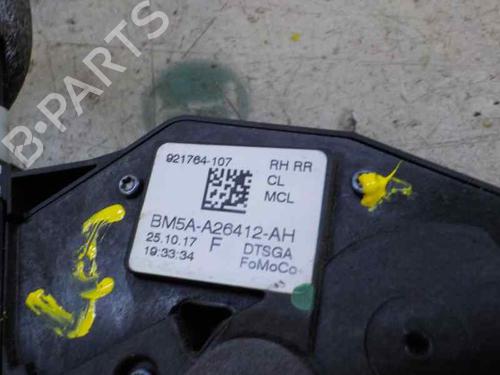 B-PARTS
921764-107 RH RR
CL
MCL
BM5A-A26412-AH
25.10.17 F DTSGA
19:33:34 FoMoCo